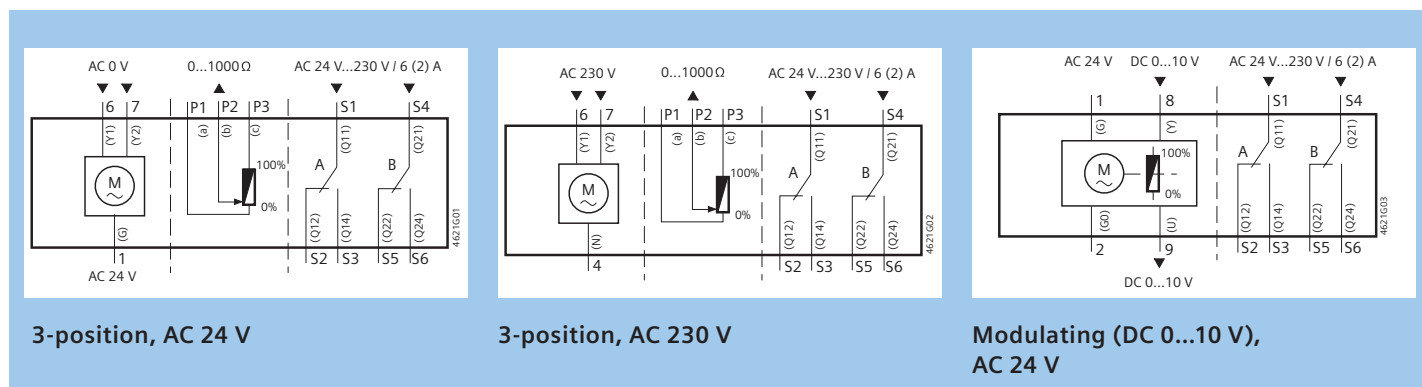 AC 0 V 0...1000 Ω AC 24 V...230 V / 6 (2) A
6 7 P1 P2 P3 S1 S4
(Y1) (Y2) (a) (b) (c) (Q11) (Q21)
M 100% A B
0%
(G) (Q12) (Q14) (Q22) (Q24)
1 S2 S3 S5 S6
AC 24 V
4621G01
3-position, AC 24 V
AC 230 V 0...1000 Ω AC 24 V...230 V / 6 (2) A
6 7 P1 P2 P3 S1 S4
(Y1) (Y2) (a) (b) (c) (Q11) (Q21)
M 100% A B
0%
(N) (Q12) (Q14) (Q22) (Q24)
4 S2 S3 S5 S6
4621G02
3-position, AC 230 V
AC 24 V DC 0...10 V AC 24 V...230 V / 6 (2) A
1 8 S1 S4
(G) (Y) (Q11) (Q21)
M 100% A B
0%
(G0) (U) (Q12) (Q14) (Q22) (Q24)
2 9 S2 S3 S5 S6
DC 0...10 V
4621G03
Modulating (DC 0...10 V),
AC 24 V